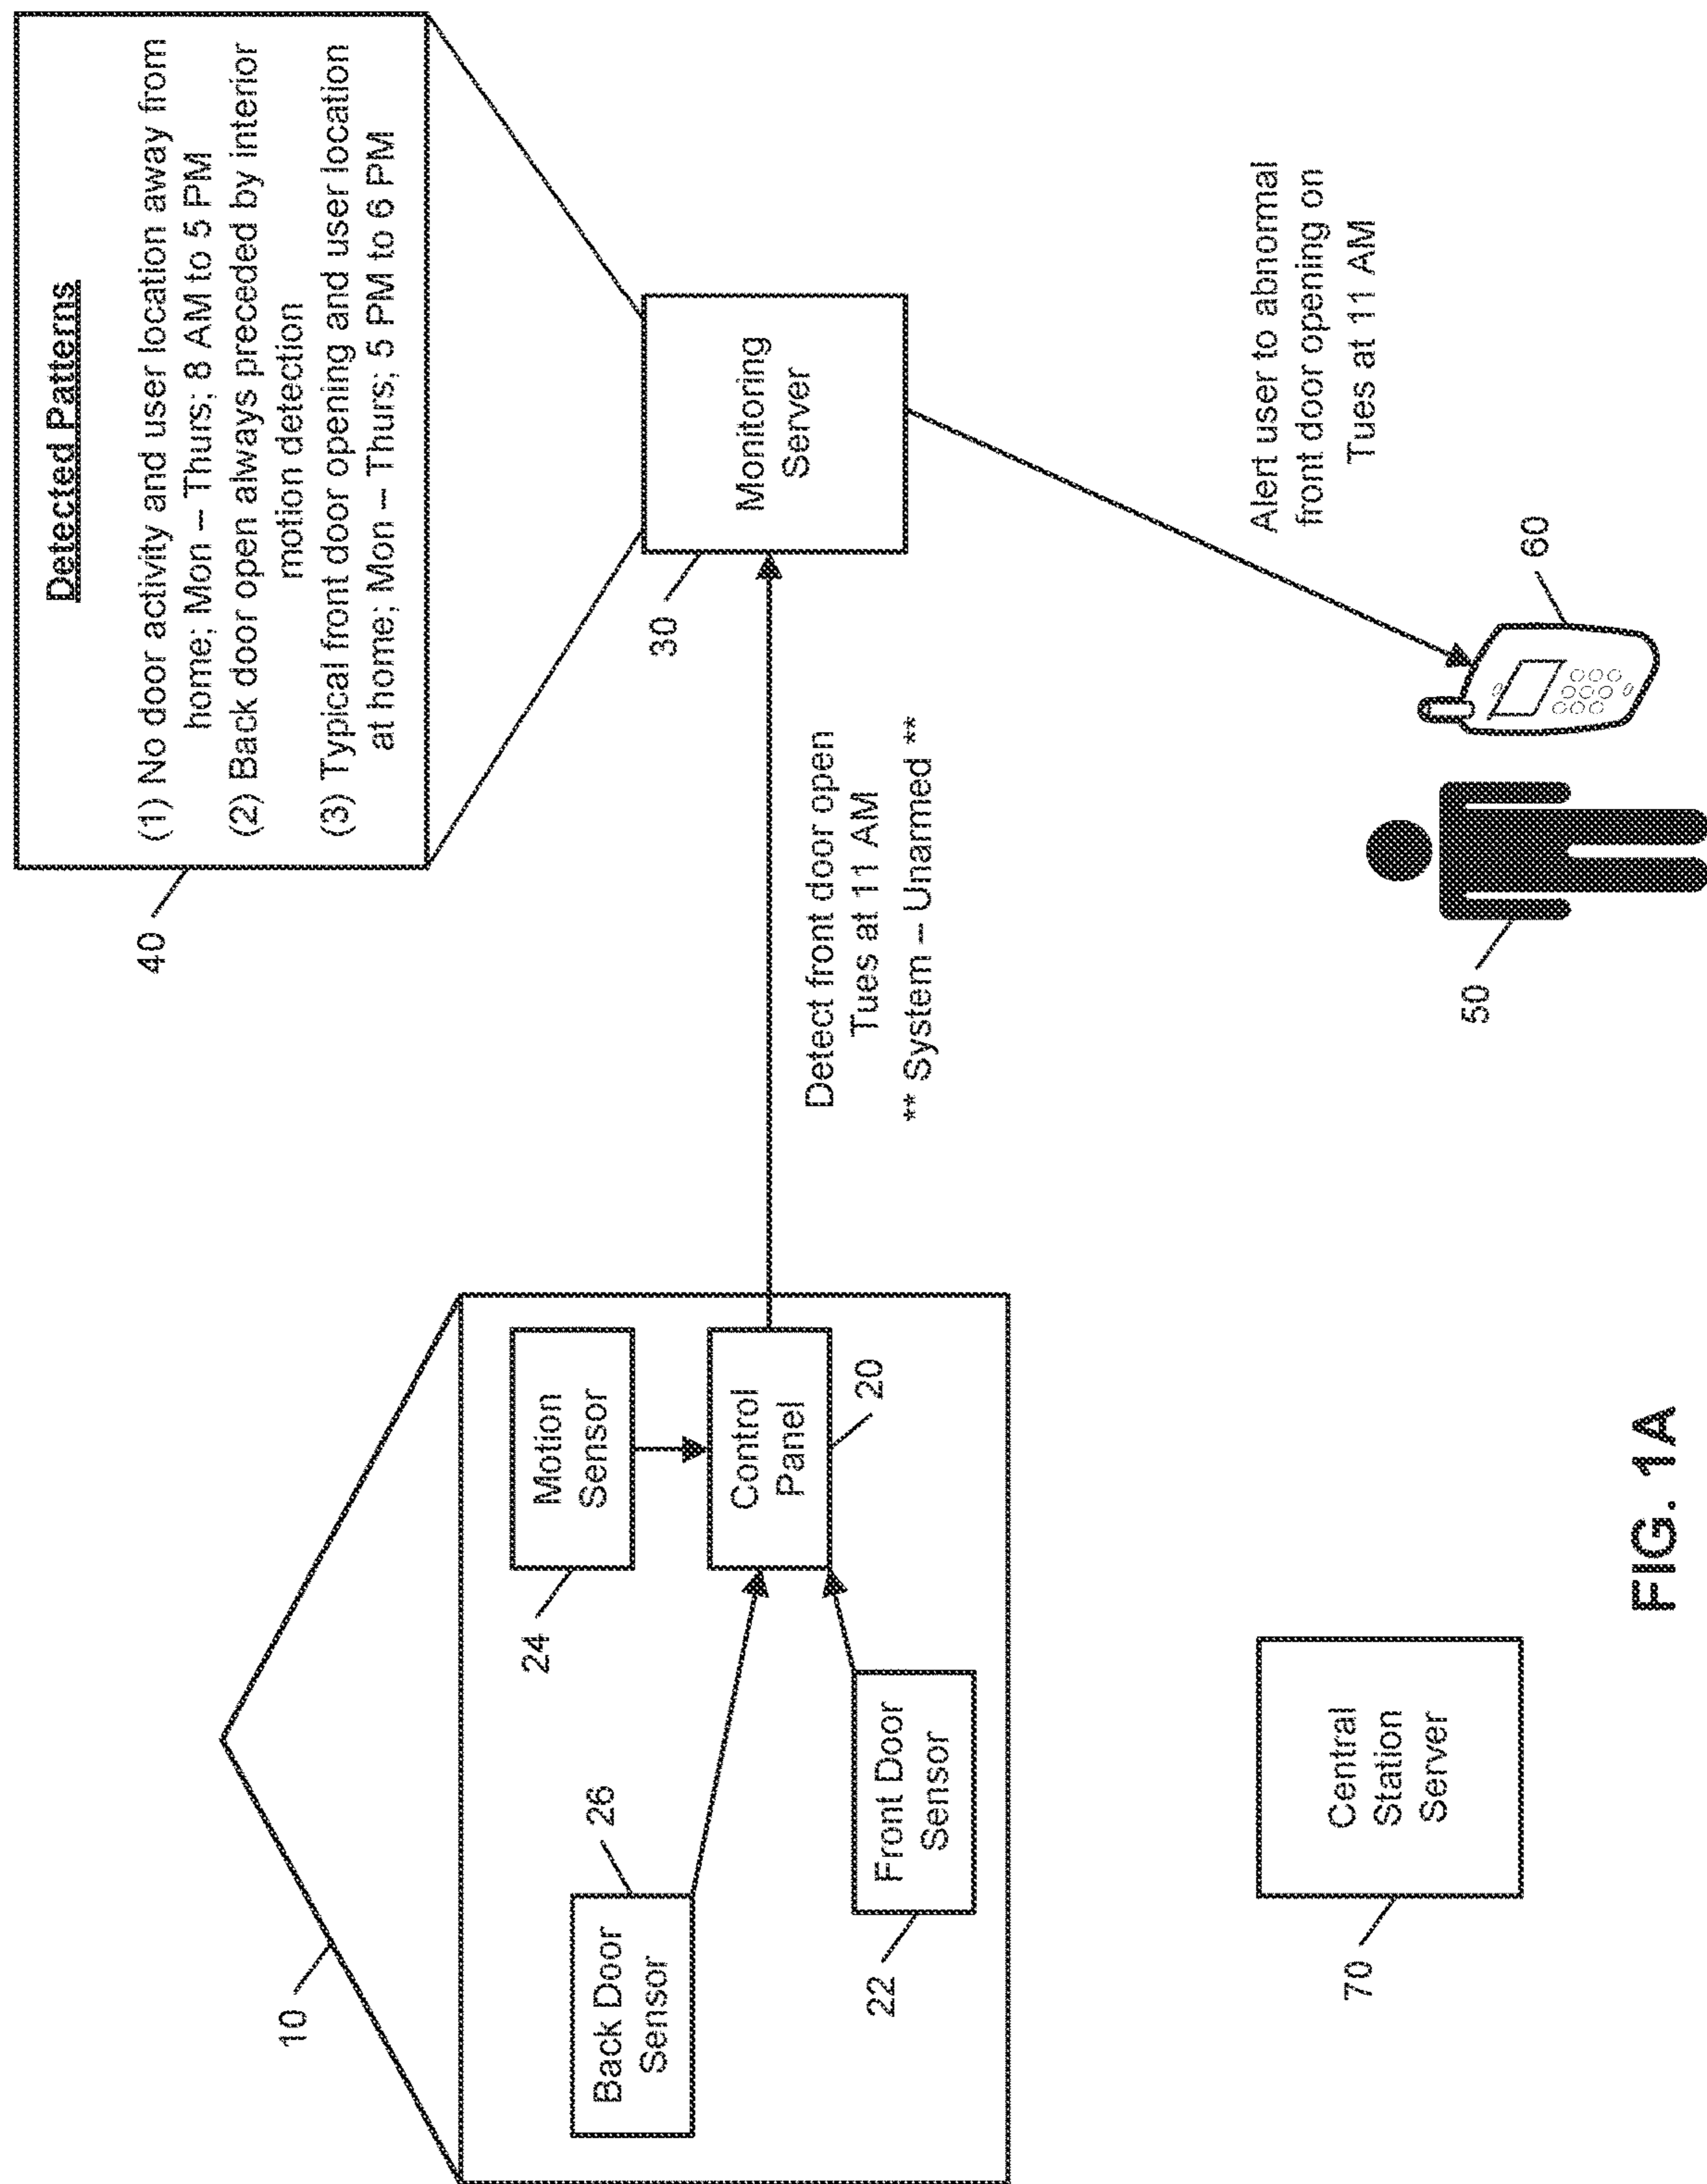 Detected Patterns
(1) No door activity and user location away from
home; Mon – Thurs; 8 AM to 5 PM
(2) Back door open always preceded by interior
motion detection
(3) Typical front door opening and user location
at home; Mon – Thurs; 5 PM to 6 PM
40
10
Motion
Sensor
24
Back Door
Sensor
26
Control
Panel
20
Front Door
Sensor
22
Monitoring
Server
30
Detect front door open
Tues at 11 AM
** System – Unarmed **
Alert user to abnormal
front door opening on
Tues at 11 AM
60
50
Central
Station
Server
70
FIG. 1A